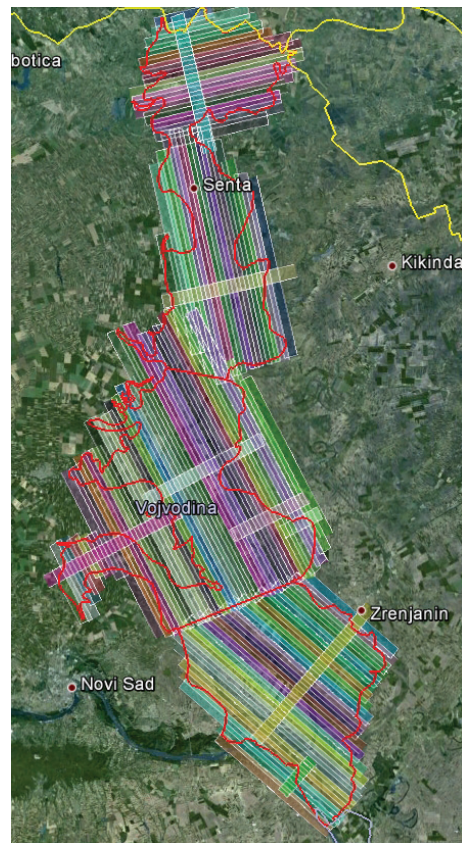 botica
Senta
Kikinda
Vojvodina
Zrenjanin
Novi Sad